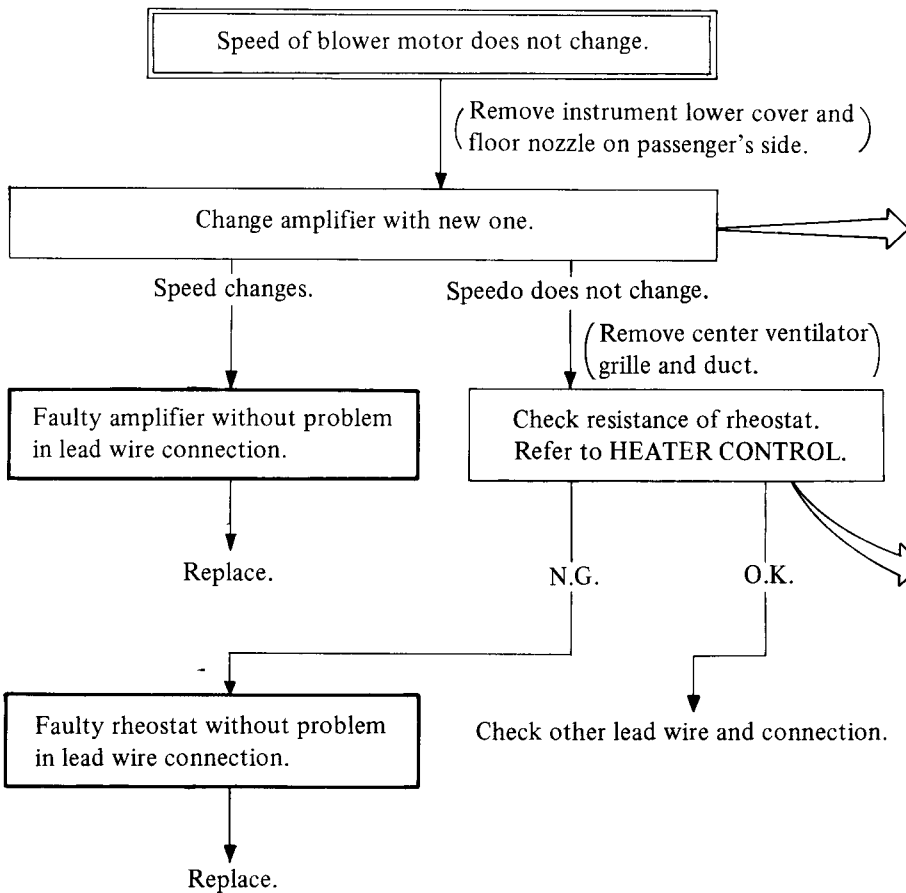 Speed of blower motor does not change.
(Remove instrument lower cover and
floor nozzle on passenger's side.)
Change amplifier with new one.
Speed changes.
Speedo does not change.
(Remove center ventilator
grille and duct.)
Faulty amplifier without problem
in lead wire connection.
Check resistance of rheostat.
Refer to HEATER CONTROL.
Replace.
N.G.
O.K.
Faulty rheostat without problem
in lead wire connection.
Check other lead wire and connection.
Replace.